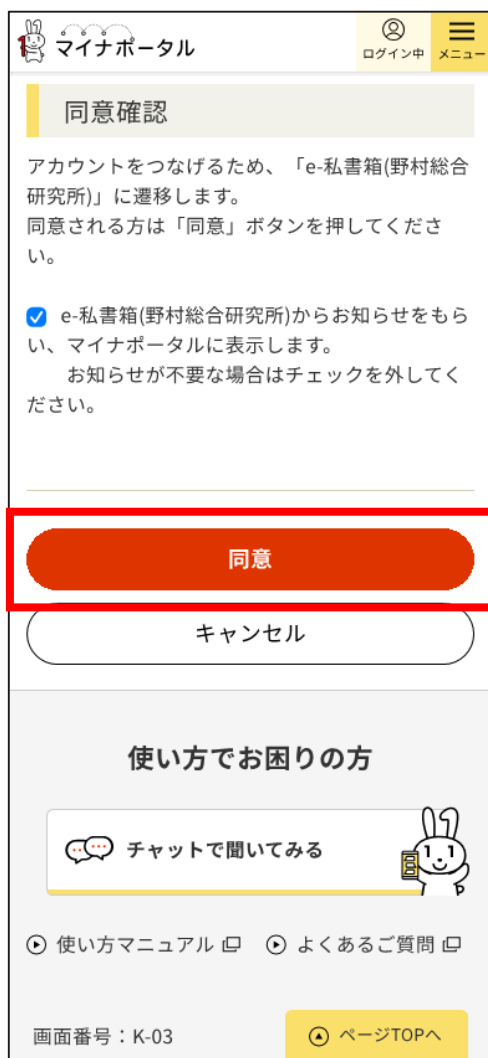 マイナポータル
ログイン中
メニュー
同意確認
アカウントをつなげるため、「e-私書箱(野村総合
研究所)」に遷移します。
同意される方は「同意」ボタンを押してくださ
い。
e-私書箱(野村総合研究所)からお知らせをもら
い、マイナポータルに表示します。
お知らせが不要な場合はチェックを外してく
ださい。
同意
キャンセル
使い方でお困りの方
チャットで聞いてみる
使い方マニュアル
よくあるご質問
画面番号：K-03
ページTOPへ